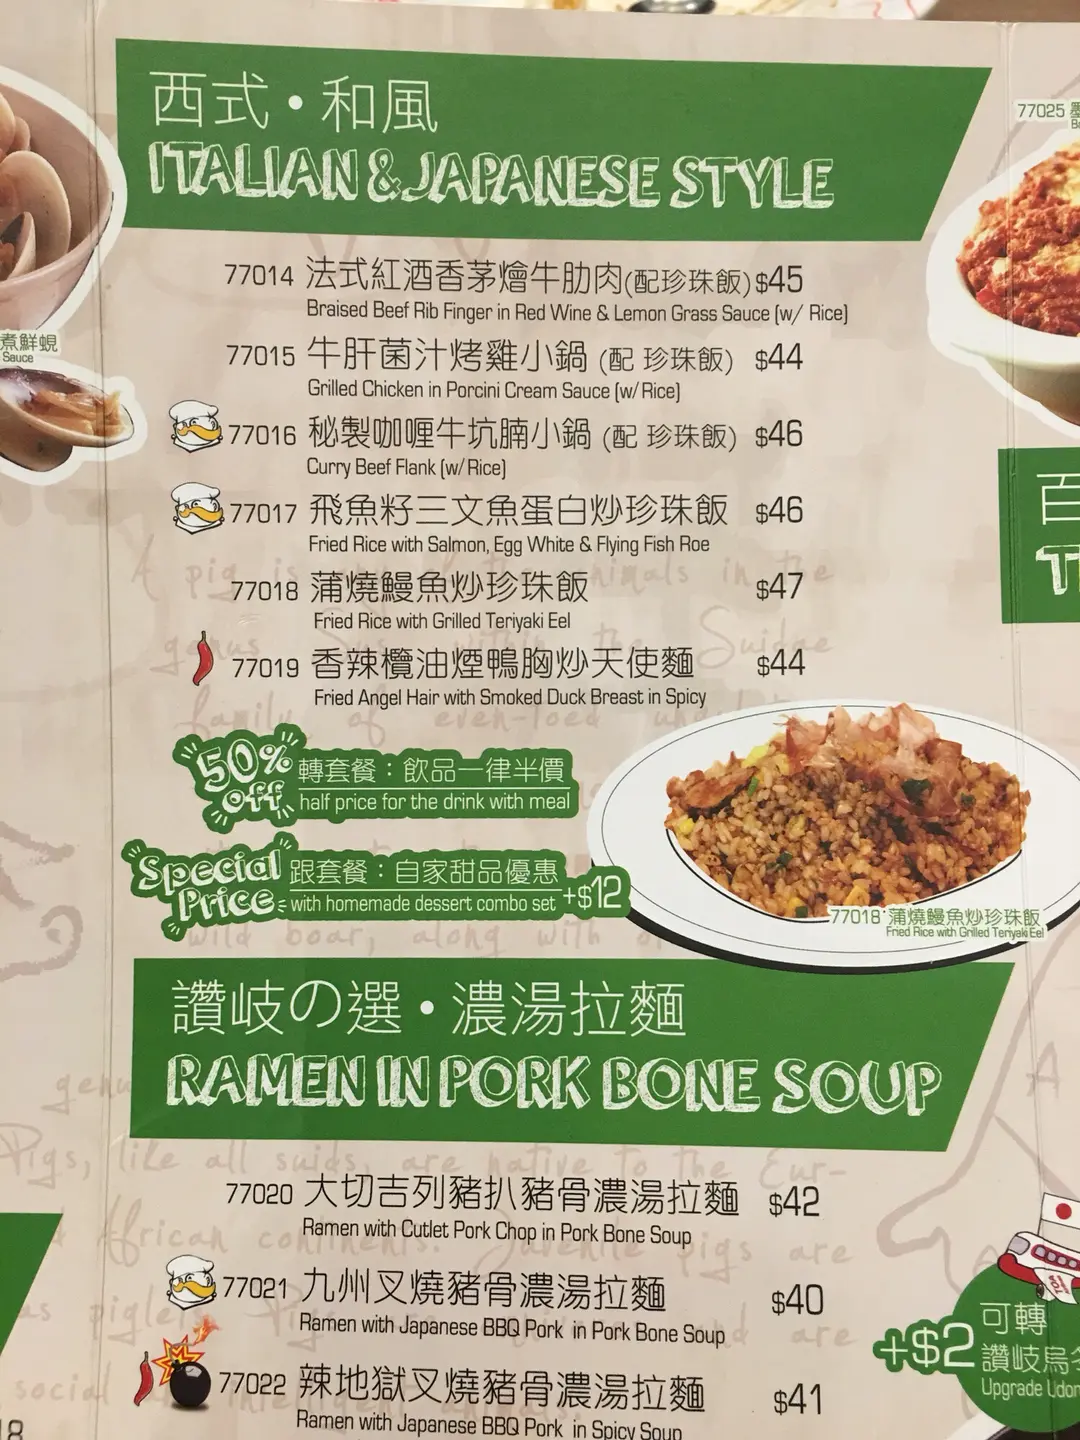 西式・和風
ITALIAN & JAPANESE STYLE
77014 法式紅酒香茅燴牛肋肉(配珍珠飯) $45
Braised Beef Rib Finger in Red Wine & Lemon Grass Sauce (w/ Rice)
77015 牛肝菌汁烤雞小鍋 (配 珍珠飯) $44
Grilled Chicken in Porcini Cream Sauce (w/ Rice)
77016 秘製咖喱牛坑腩小鍋 (配 珍珠飯) $46
Curry Beef Flank (w/ Rice)
77017 飛魚籽三文魚蛋白炒珍珠飯 $46
Fried Rice with Salmon, Egg White & Flying Fish Roe
77018 蒲燒鰻魚炒珍珠飯 $47
Fried Rice with Grilled Teriyaki Eel
77019 香辣欖油煙鴨胸炒天使麵 $44
Fried Angel Hair with Smoked Duck Breast in Spicy
50% off
轉套餐：飲品一律半價
half price for the drink with meal
Special Price
跟套餐：自家甜品優惠
with homemade dessert combo set +$12
77018 蒲燒鰻魚炒珍珠飯
Fried Rice with Grilled Teriyaki Eel
讚岐の選・濃湯拉麵
RAMEN IN PORK BONE SOUP
77020 大切吉列豬扒豬骨濃湯拉麵 $42
Ramen with Cutlet Pork Chop in Pork Bone Soup
77021 九州叉燒豬骨濃湯拉麵 $40
Ramen with Japanese BBQ Pork in Pork Bone Soup
77022 辣地獄叉燒豬骨濃湯拉麵 $41
Ramen with Japanese BBQ Pork in Spicy Soup
+$2 可轉
讚岐烏
Upgrade Udon
煮鮮蜆
Sauce
77025
百